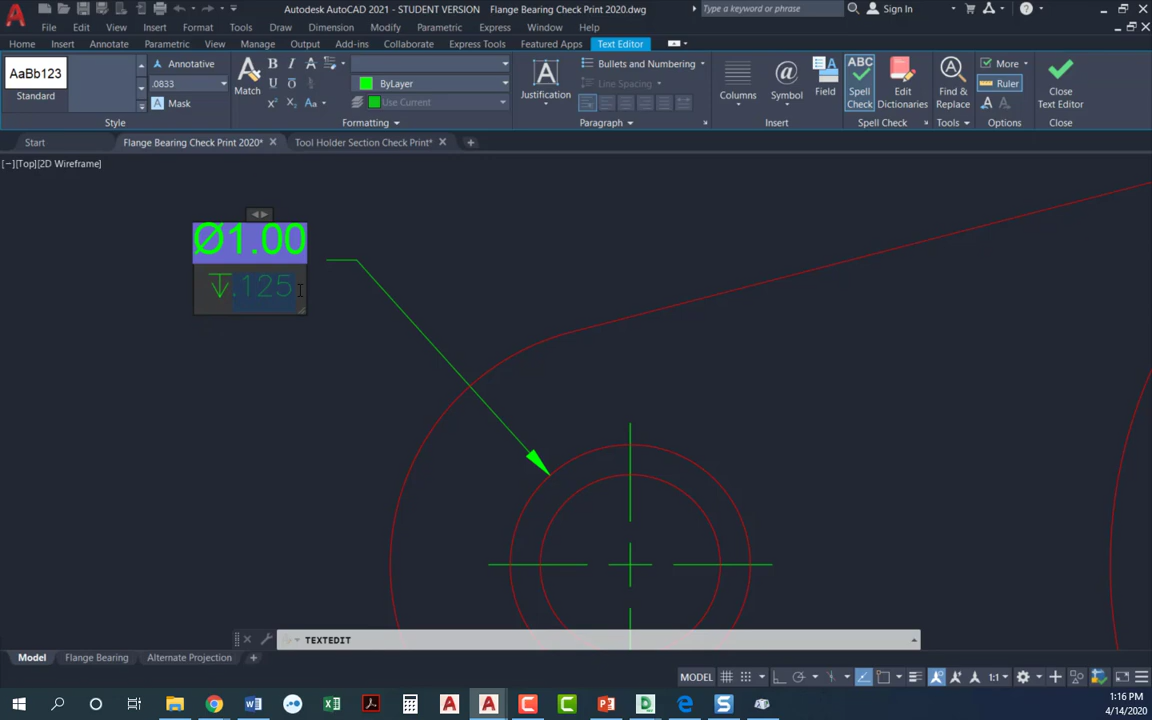 Autodesk AutoCAD 2021 - STUDENT VERSION Flange Bearing Check Print 2020.dwg
Type a keyword or phrase
Sign In
File Edit View Insert Format Tools Draw Dimension Modify Parametric Express Window Help
Home Insert Annotate Parametric View Manage Output Add-ins Collaborate Express Tools Featured Apps Text Editor
AaBb123
Standard
Annotative
.0833
Mask
Style
Match
B I A
U O
Aa
ByLayer
Use Current
Formatting
Justification
Bullets and Numbering
Line Spacing
Paragraph
Columns
Symbol
Field
Insert
ABC
Spell
Check
Edit
Dictionaries
Spell Check
Find &
Replace
Tools
More
Ruler
Options
Close
Text Editor
Close
Start Flange Bearing Check Print 2020* Tool Holder Section Check Print*
[−][Top][2D Wireframe]
Ø1.00
↧.125
TEXTEDIT
Model Flange Bearing Alternate Projection
MODEL
1:1
1:16 PM
4/14/2020